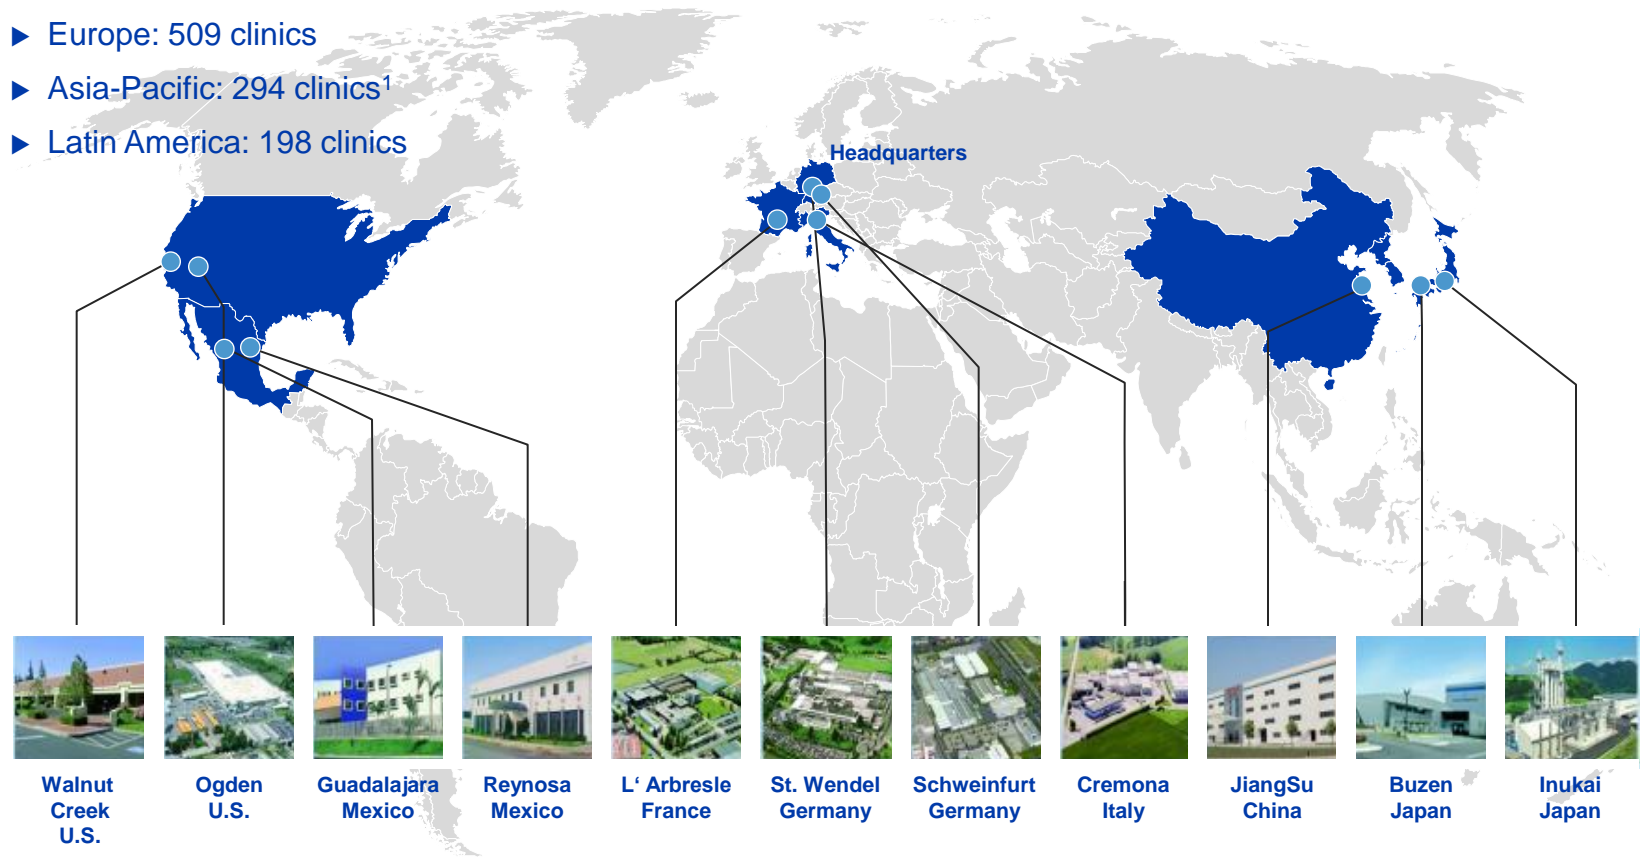 ► Europe: 509 clinics
► Asia-Pacific: 294 clinics¹
► Latin America: 198 clinics
Headquarters
Walnut
Creek
U.S.
Ogden
U.S.
Guadalajara
Mexico
Reynosa
Mexico
L‘ Arbresle
France
St. Wendel
Germany
Schweinfurt
Germany
Cremona
Italy
JiangSu
China
Buzen
Japan
Inukai
Japan